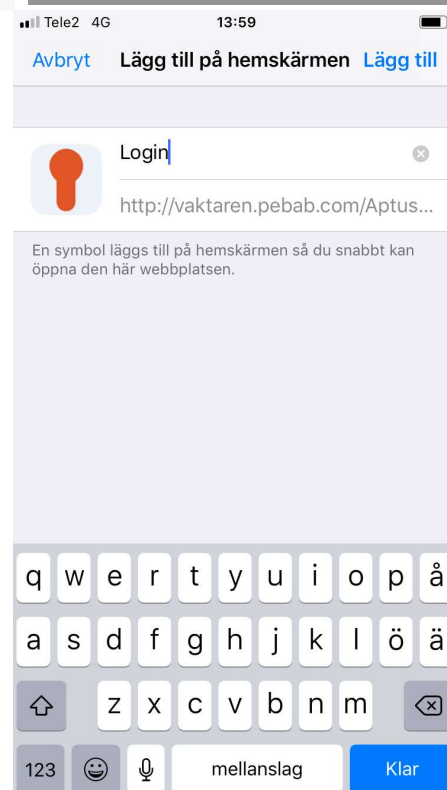 Tele2 4G 13:59
Avbryt Lägg till på hemskärmen Lägg till
Login
http://vaktaren.pebab.com/Aptus...
En symbol läggs till på hemskärmen så du snabbt kan
öppna den här webbplatsen.
q w e r t y u i o p å
a s d f g h j k l ö ä
z x c v b n m
123 mellanslag Klar